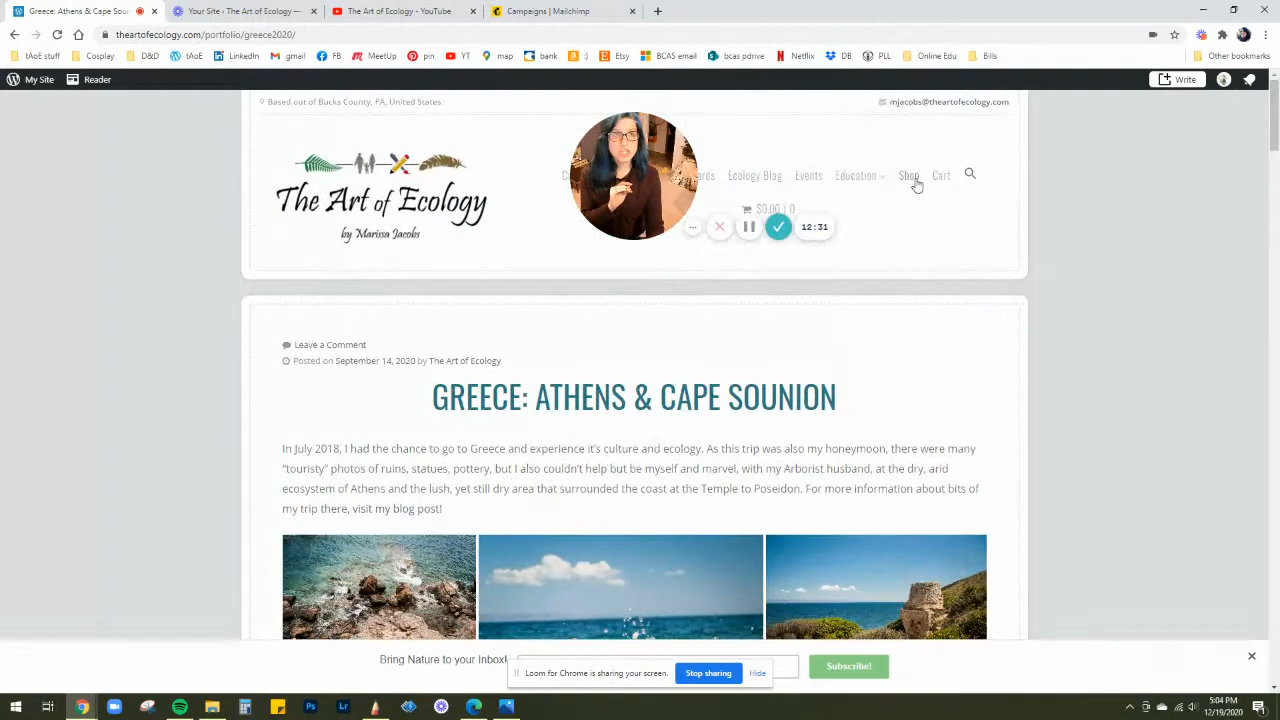 Greece: Athens & Cape Soun
Your Site ‹ The Art of Ecology —
The Art of Ecology - YouTube
Campaigns | Mailchimp
theartofecology.com/portfolio/greece2020/
tAoE stuff Cosplay D&D tAoE LinkedIn gmail FB MeetUp pin YT map bank :) Etsy BCAS email bcas pdrive Netflix DB PLL Online Edu Bills Other bookmarks
My Site Reader Write
Based out of Bucks County, PA, United States. mjacobs@theartofecology.com
The Art of Ecology
by Marissa Jacobs
Ecology Blog Events Education Shop Cart
$0.00 | 0
12:31
Leave a Comment
Posted on September 14, 2020 by The Art of Ecology
GREECE: ATHENS & CAPE SOUNION
In July 2018, I had the chance to go to Greece and experience it's culture and ecology. As this trip was also my honeymoon, there were many
"touristy" photos of ruins, statues, pottery, but I also couldn't help but be myself and marvel, with my Arborist husband, at the dry, arid
ecosystem of Athens and the lush, yet still dry area that surrounded the coast at the Temple to Poseidon. For more information about bits of
my trip there, visit my blog post!
Bring Nature to your Inbox! Subscribe!
Loom for Chrome is sharing your screen. Stop sharing Hide
5:04 PM
12/19/2020